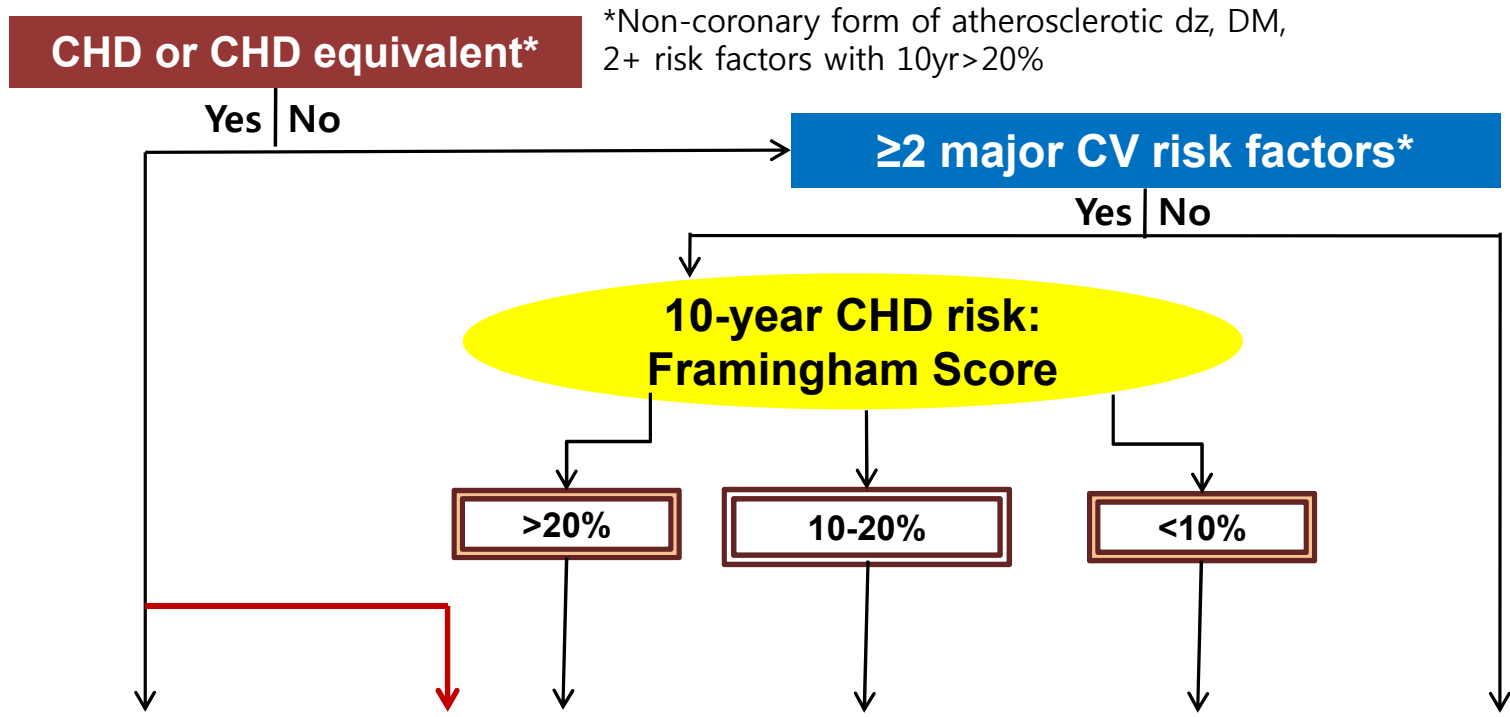 *Non-coronary form of atherosclerotic dz, DM,
2+ risk factors with 10yr>20%
CHD or CHD equivalent*
Yes No
≥2 major CV risk factors*
Yes No
10-year CHD risk:
Framingham Score
>20%
10-20%
<10%